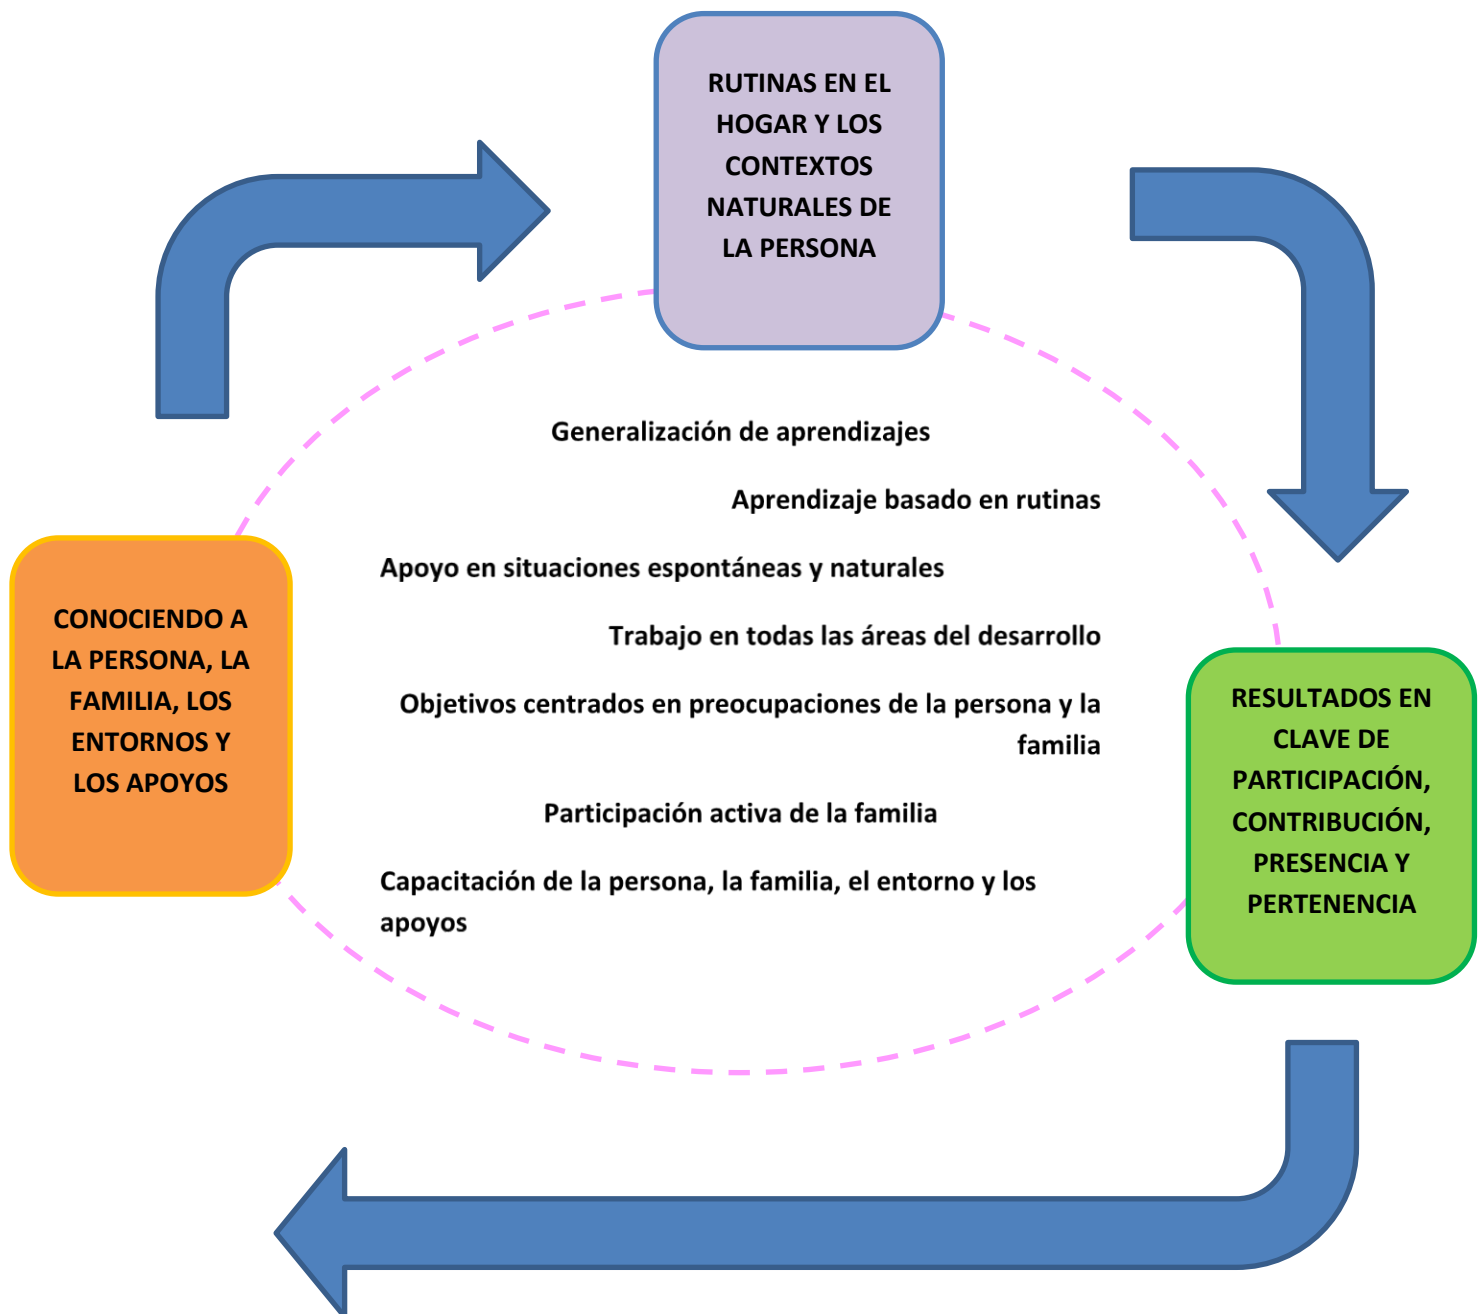 RUTINAS EN EL
HOGAR Y LOS
CONTEXTOS
NATURALES DE
LA PERSONA
Generalización de aprendizajes
Aprendizaje basado en rutinas
Apoyo en situaciones espontáneas y naturales
Trabajo en todas las áreas del desarrollo
Objetivos centrados en preocupaciones de la persona y la
familia
Participación activa de la familia
Capacitación de la persona, la familia, el entorno y los
apoyos
CONOCIENDO A
LA PERSONA, LA
FAMILIA, LOS
ENTORNOS Y
LOS APOYOS
RESULTADOS EN
CLAVE DE
PARTICIPACIÓN,
CONTRIBUCIÓN,
PRESENCIA Y
PERTENENCIA